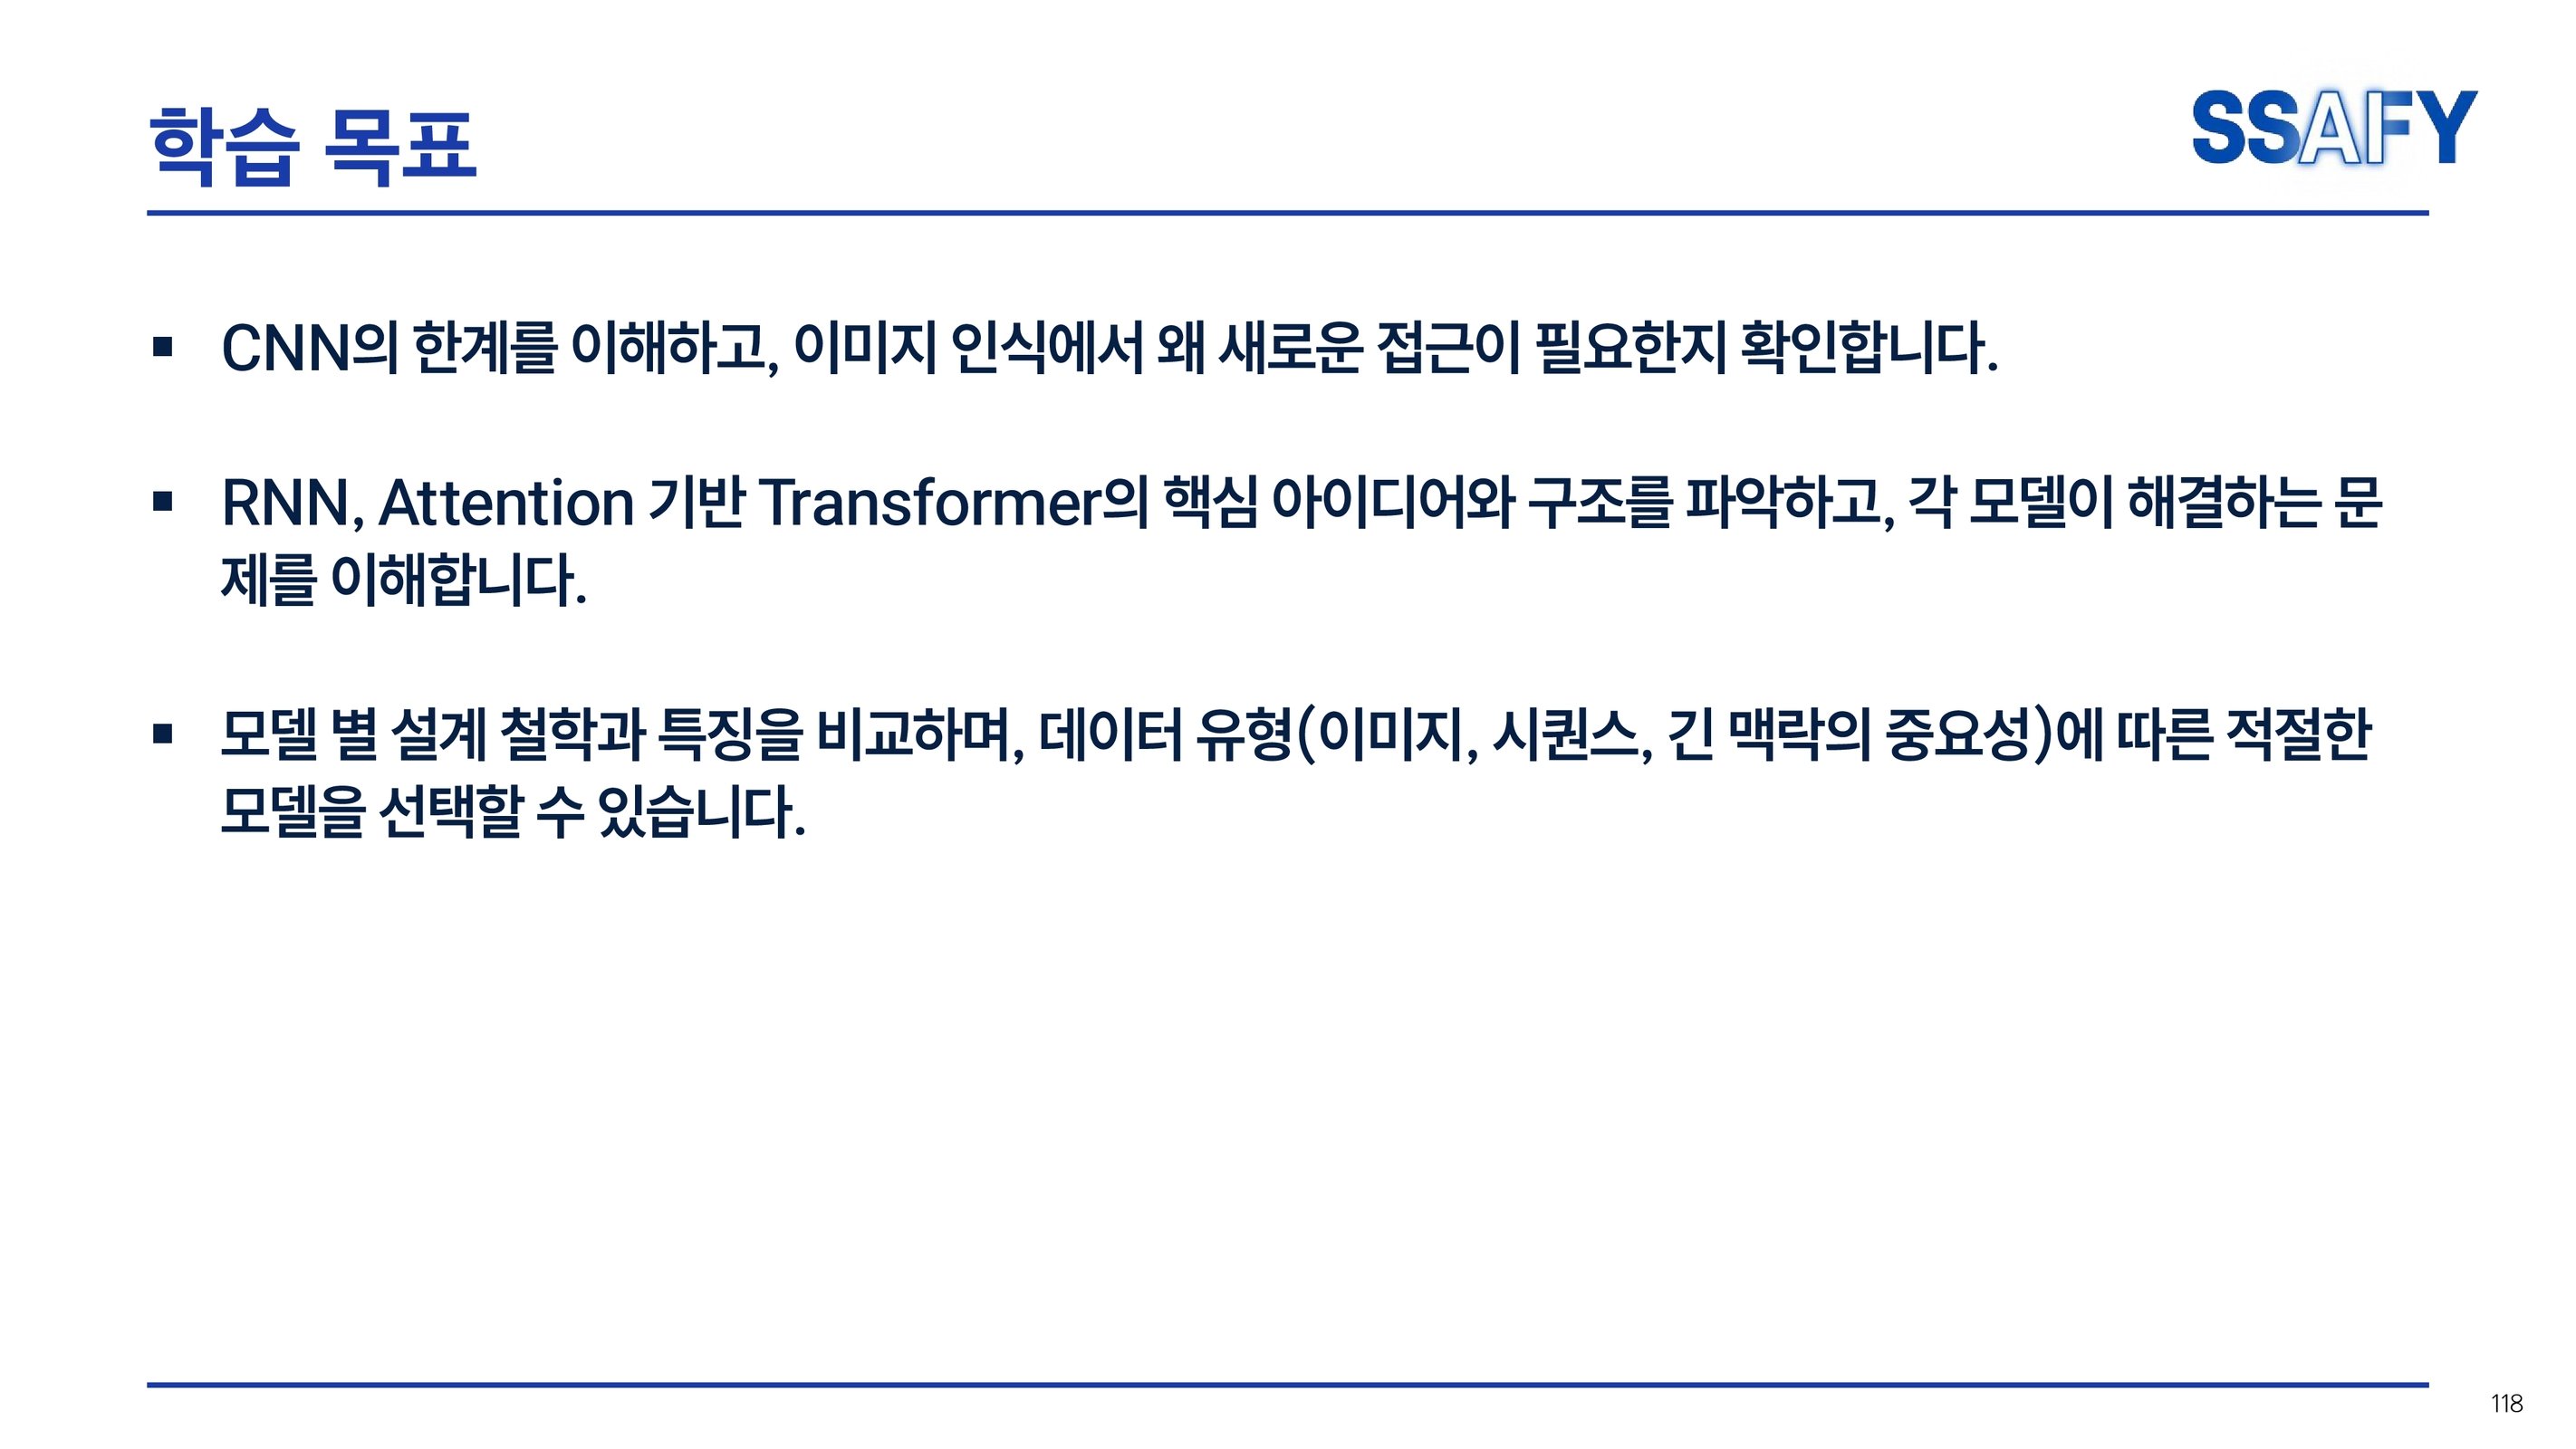 학습 목표
SSAFY
▪ CNN의 한계를 이해하고, 이미지 인식에서 왜 새로운 접근이 필요한지 확인합니다.
▪ RNN, Attention 기반 Transformer의 핵심 아이디어와 구조를 파악하고, 각 모델이 해결하는 문
제를 이해합니다.
▪ 모델 별 설계 철학과 특징을 비교하며, 데이터 유형(이미지, 시퀀스, 긴 맥락의 중요성)에 따른 적절한
모델을 선택할 수 있습니다.
118